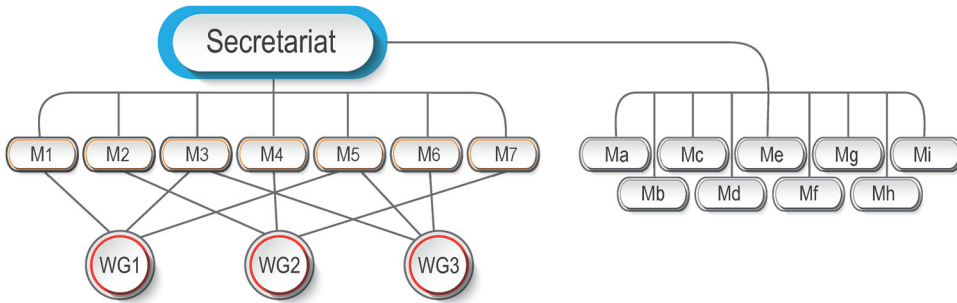 Secretariat
M1 M2 M3 M4 M5 M6 M7
Ma Mc Me Mg Mi
Mb Md Mf Mh
WG1 WG2 WG3